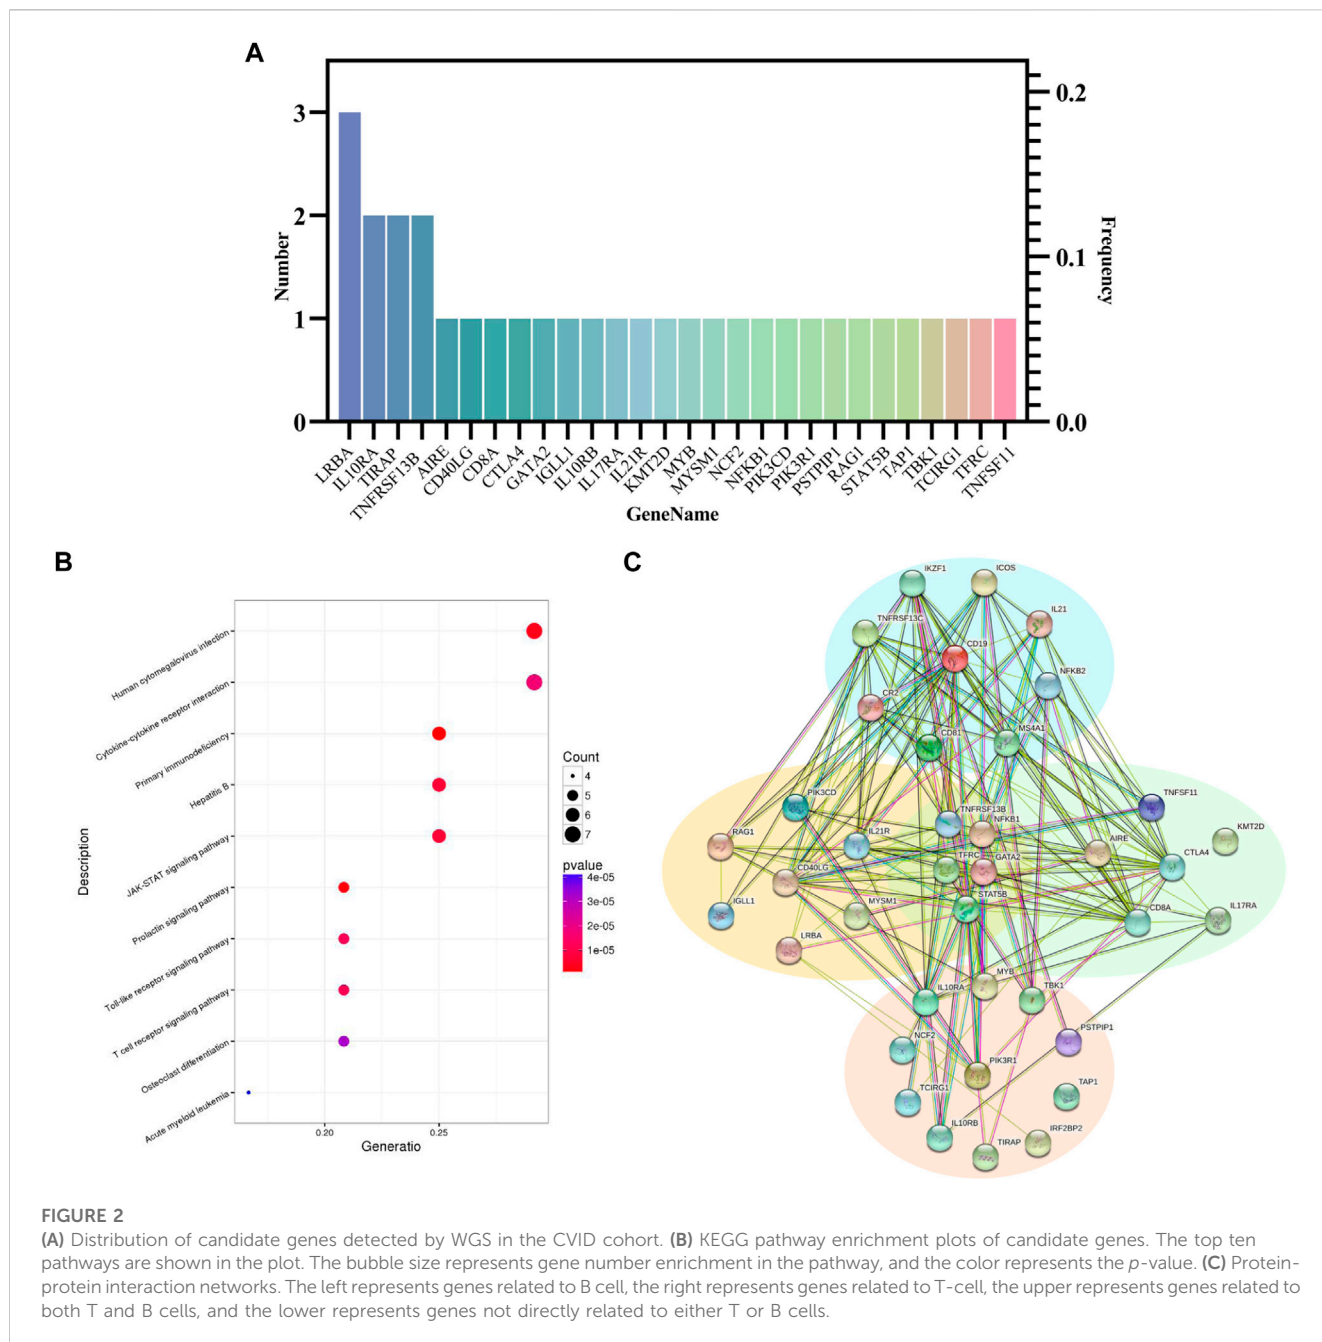 A
Number
3
2
1
0
0.2
0.1
0.0
Frequency
LRBA
IL10RA
TIRAP
TNFRSF13B
AIRE
CD40LG
CD8A
CTLA4
GATA2
IGLL1
IL10RB
IL17RA
IL21R
KMT2D
MYB
MYSM1
NCF2
NFKB1
PIK3CD
PIK3R1
PSTPIP1
RAG1
STAT5B
TAP1
TBK1
TCIRG1
TFRC
TNFSF11
GeneName
B
Description
Human cytomegalovirus infection
Cytokine-cytokine receptor interaction
Primary immunodeficiency
Hepatitis B
JAK-STAT signaling pathway
Prolactin signaling pathway
Toll-like receptor signaling pathway
T cell receptor signaling pathway
Osteoclast differentiation
Acute myeloid leukemia
0.20
0.25
Generatio
Count
4
5
6
7
pvalue
4e-05
3e-05
2e-05
1e-05
C
IKZF1
ICOS
IL21
TNFRSF13C
CD19
NFKB2
CR2
CD81
MS4A1
PIK3CD
TNFRSF13B
NFKB1
TNFSF11
KMT2D
RAG1
IL21R
AIRE
CTLA4
CD40LG
TFRC
GATA2
IGLL1
MYSM1
STAT5B
CD8A
IL17RA
LRBA
IL10RA
MYB
TBK1
NCF2
PIK3R1
PSTPIP1
TCIRG1
TAP1
IL10RB
TIRAP
IRF2BP2
FIGURE 2
(A) Distribution of candidate genes detected by WGS in the CVID cohort. (B) KEGG pathway enrichment plots of candidate genes. The top ten
pathways are shown in the plot. The bubble size represents gene number enrichment in the pathway, and the color represents the p-value. (C) Protein-
protein interaction networks. The left represents genes related to B cell, the right represents genes related to T-cell, the upper represents genes related to
both T and B cells, and the lower represents genes not directly related to either T or B cells.